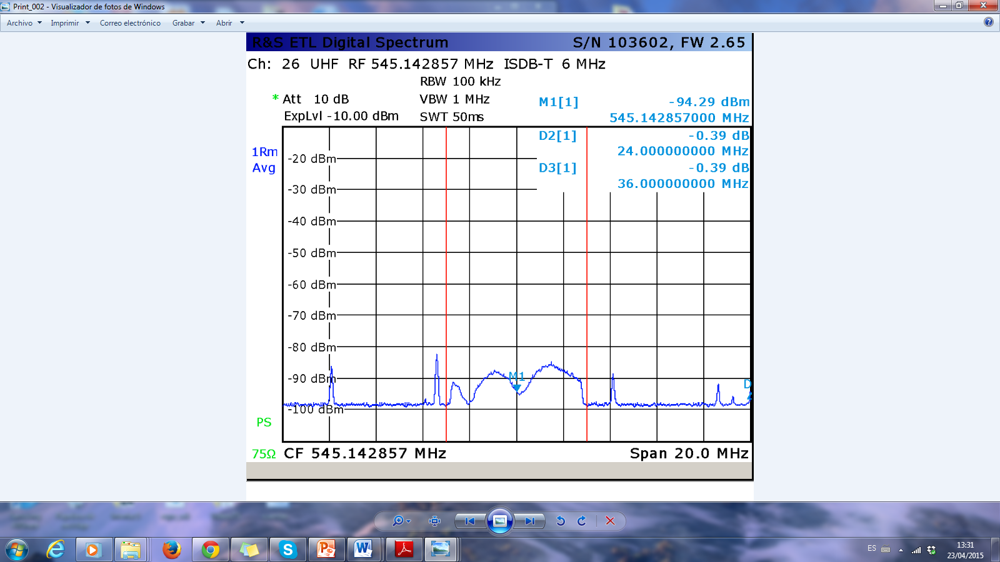 Print_002 - Visualizador de fotos de Windows
Archivo Imprimir Correo electrónico Grabar Abrir
R&S ETL Digital Spectrum S/N 103602, FW 2.65
Ch: 26 UHF RF 545.142857 MHz ISDB-T 6 MHz
RBW 100 kHz
* Att 10 dB VBW 1 MHz M1[1] -94.29 dBm
ExpLvl -10.00 dBm SWT 50ms 545.142857000 MHz
D2[1] -0.39 dB
24.000000000 MHz
D3[1] -0.39 dB
36.000000000 MHz
1Rm
Avg
-20 dBm
-30 dBm
-40 dBm
-50 dBm
-60 dBm
-70 dBm
-80 dBm
-90 dBm
-100 dBm
M1
D
PS
75Ω CF 545.142857 MHz Span 20.0 MHz
ES
13:31
23/04/2015